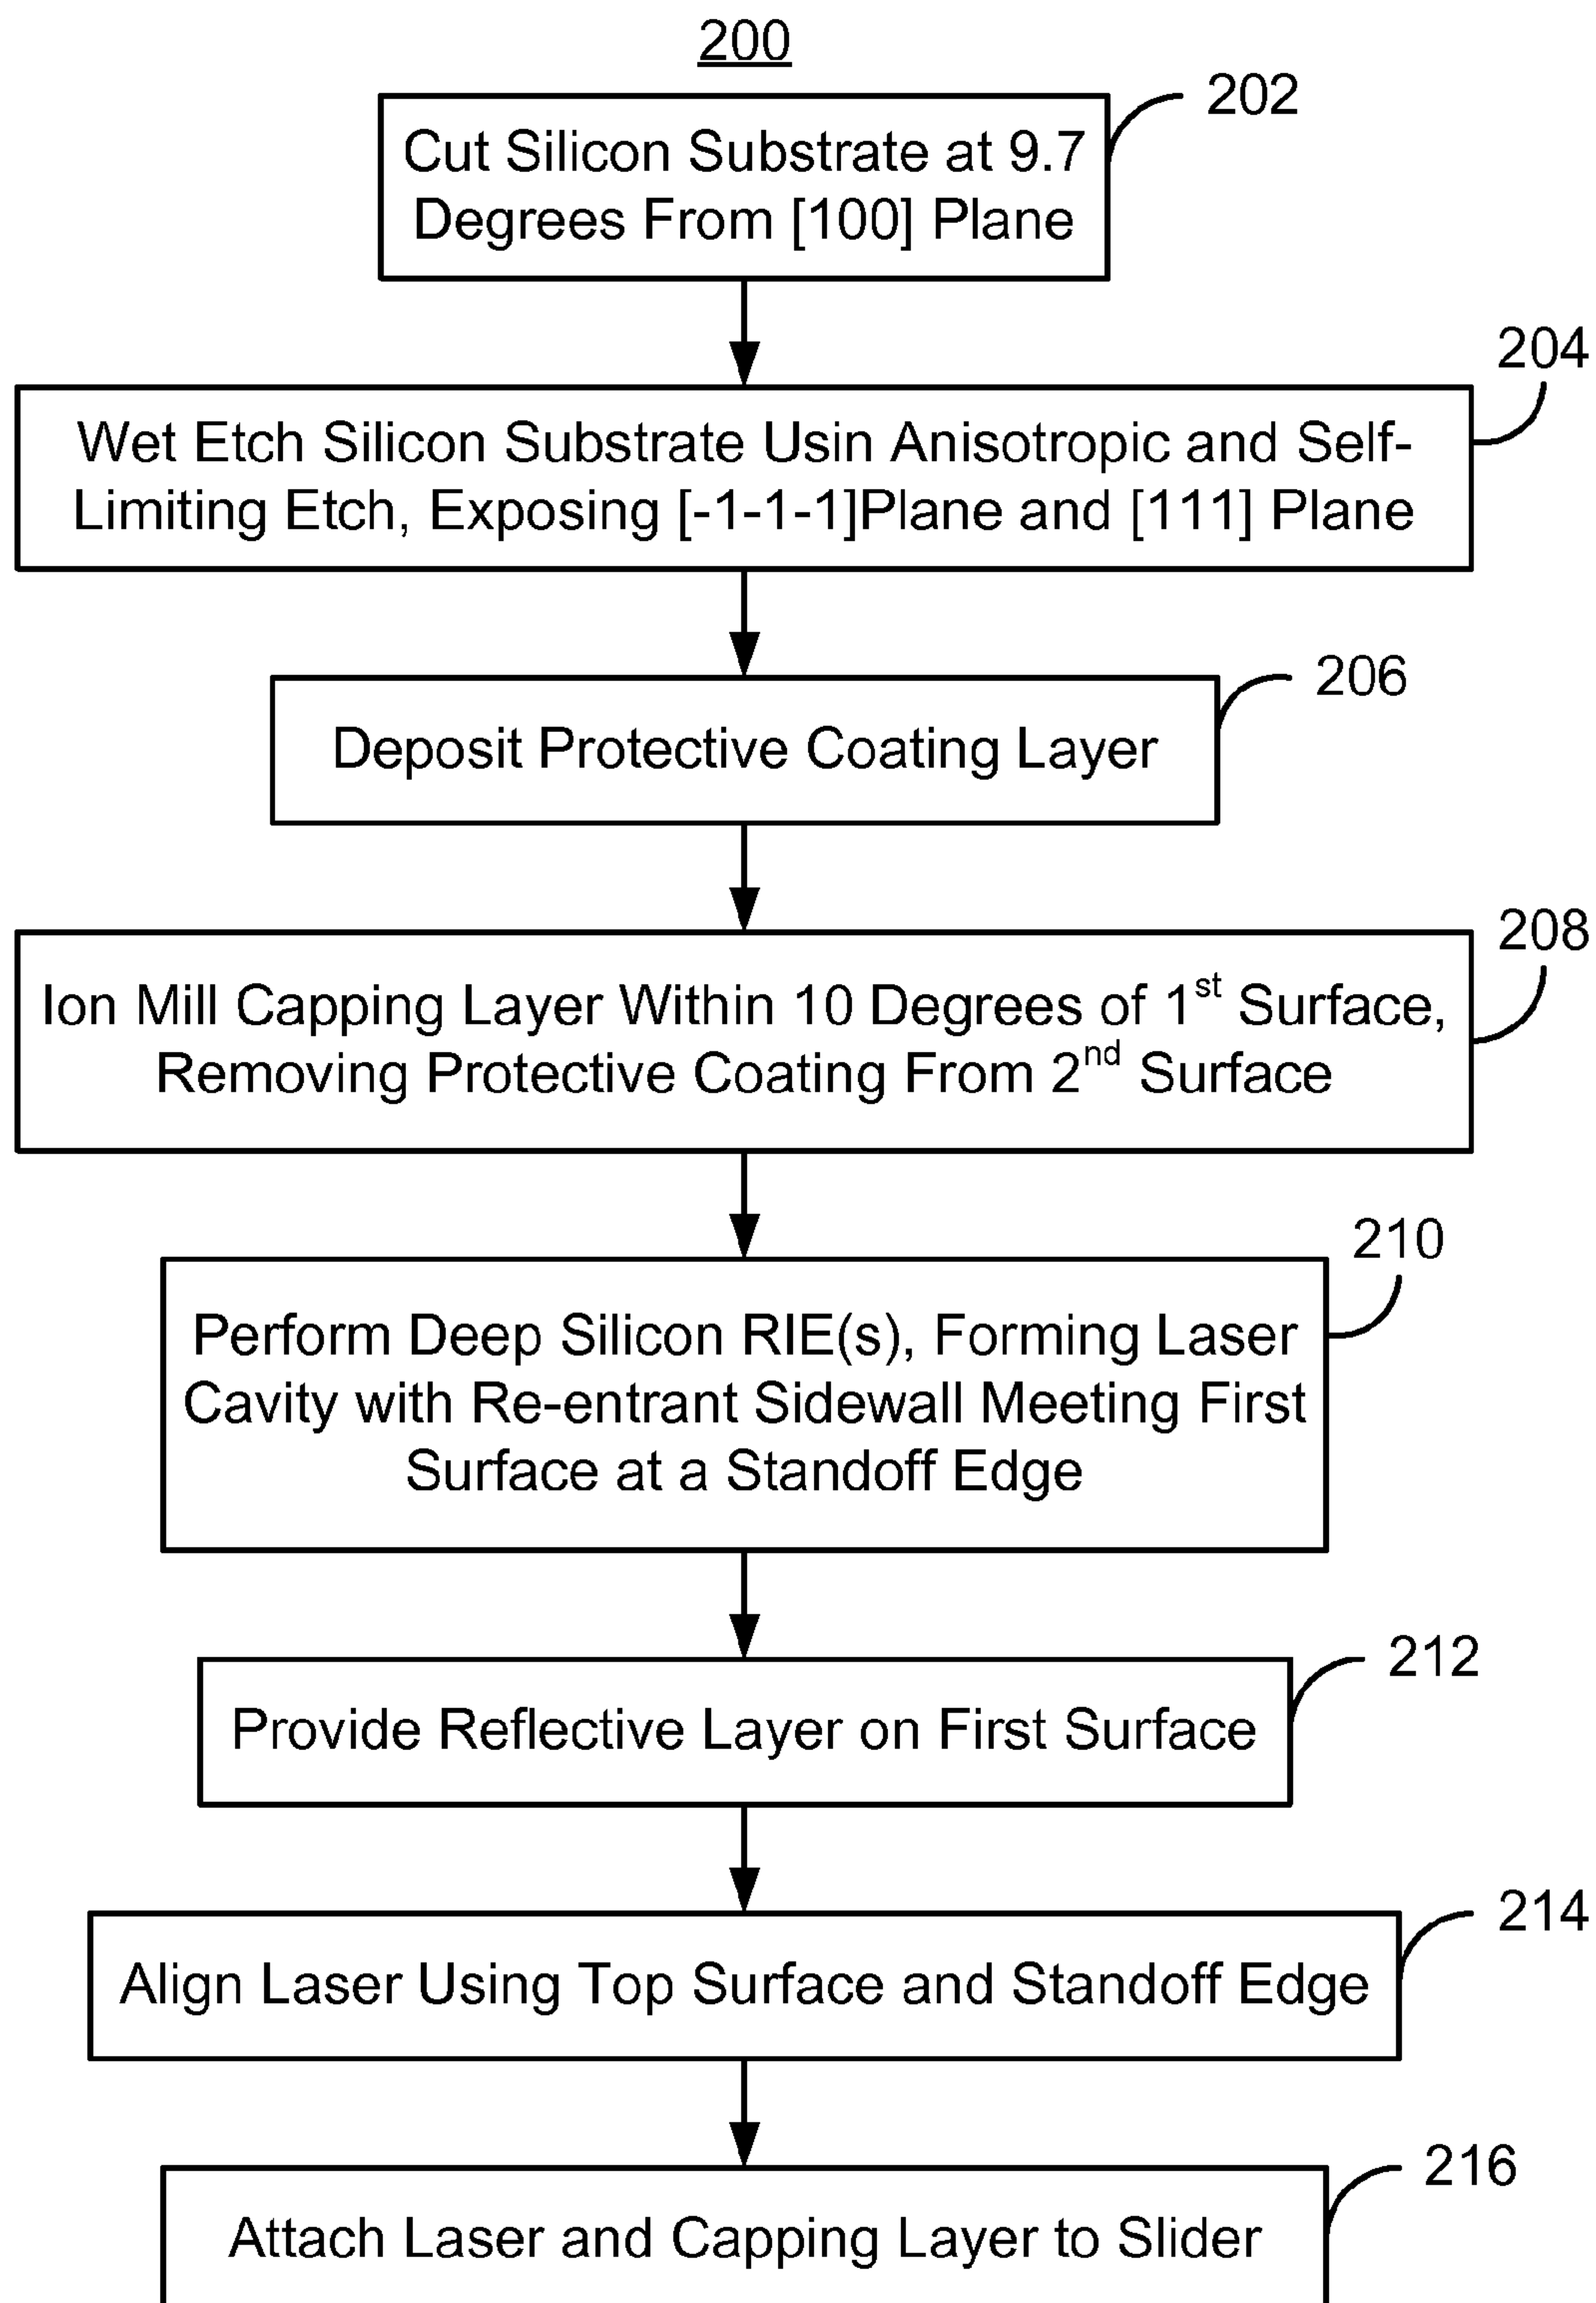 200
202
Cut Silicon Substrate at 9.7
Degrees From [100] Plane
204
Wet Etch Silicon Substrate Usin Anisotropic and Self-
Limiting Etch, Exposing [-1-1-1]Plane and [111] Plane
206
Deposit Protective Coating Layer
208
Ion Mill Capping Layer Within 10 Degrees of 1st Surface,
Removing Protective Coating From 2nd Surface
210
Perform Deep Silicon RIE(s), Forming Laser
Cavity with Re-entrant Sidewall Meeting First
Surface at a Standoff Edge
212
Provide Reflective Layer on First Surface
214
Align Laser Using Top Surface and Standoff Edge
216
Attach Laser and Capping Layer to Slider